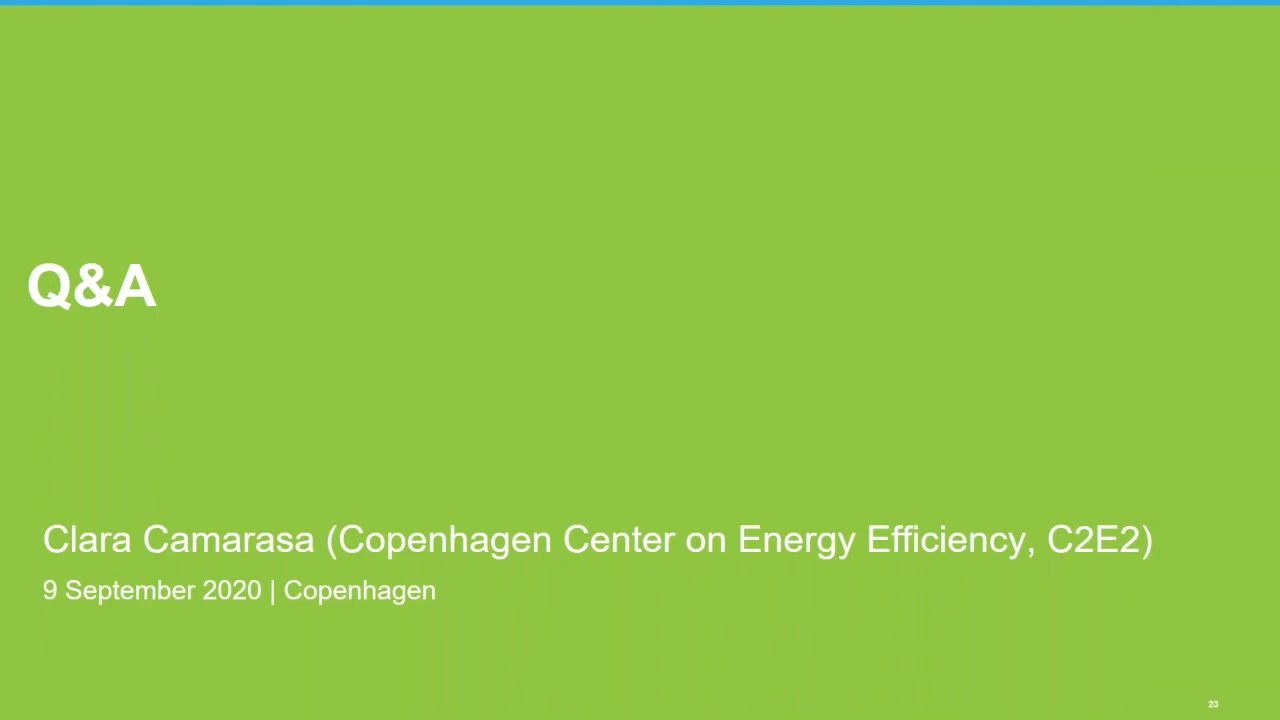 Q&A
Clara Camarasa (Copenhagen Center on Energy Efficiency, C2E2)
9 September 2020 | Copenhagen
23